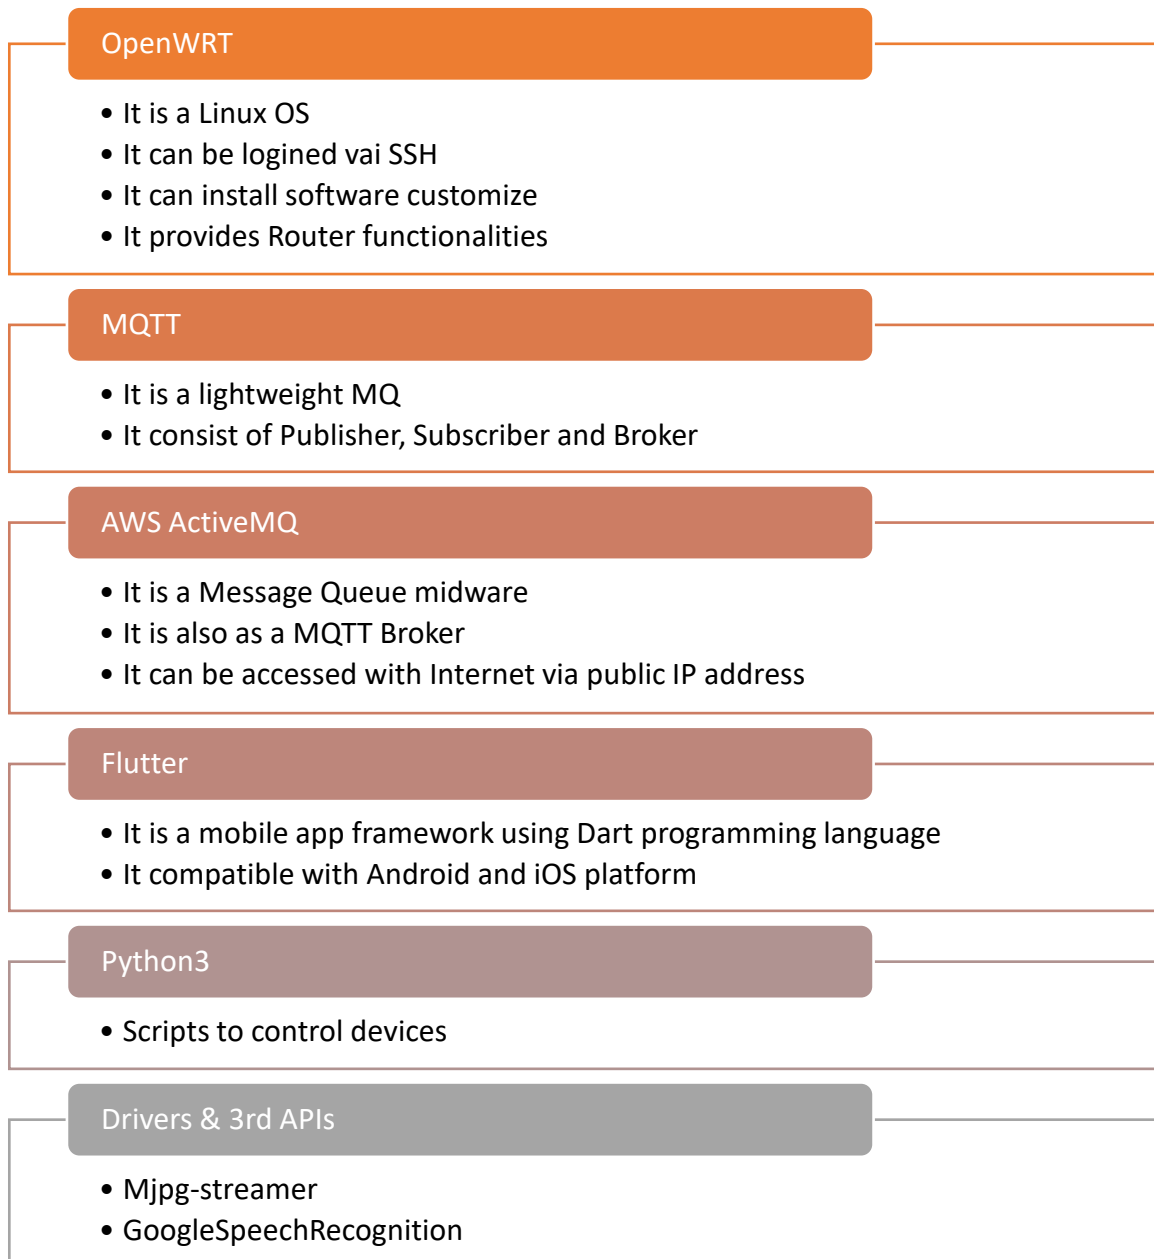 OpenWRT
• It is a Linux OS
• It can be logined vai SSH
• It can install software customize
• It provides Router functionalities
MQTT
• It is a lightweight MQ
• It consist of Publisher, Subscriber and Broker
AWS ActiveMQ
• It is a Message Queue midware
• It is also as a MQTT Broker
• It can be accessed with Internet via public IP address
Flutter
• It is a mobile app framework using Dart programming language
• It compatible with Android and iOS platform
Python3
• Scripts to control devices
Drivers & 3rd APIs
• Mjpg-streamer
• GoogleSpeechRecognition